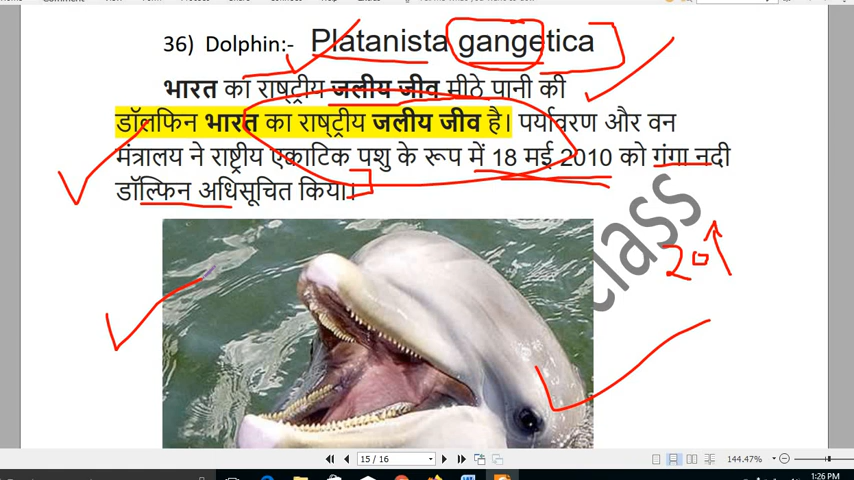 36) Dolphin:- Platanista gangetica
भारत का राष्ट्रीय जलीय जीव मीठे पानी की
डॉलफिन भारत का राष्ट्रीय जलीय जीव है। पर्यावरण और वन
मंत्रालय ने राष्ट्रीय एकाटिक पशु के रूप में 18 मई 2010 को गंगा नदी
डॉल्फिन अधिसूचित किया।
class
15 / 16
144.47%
1:26 PM